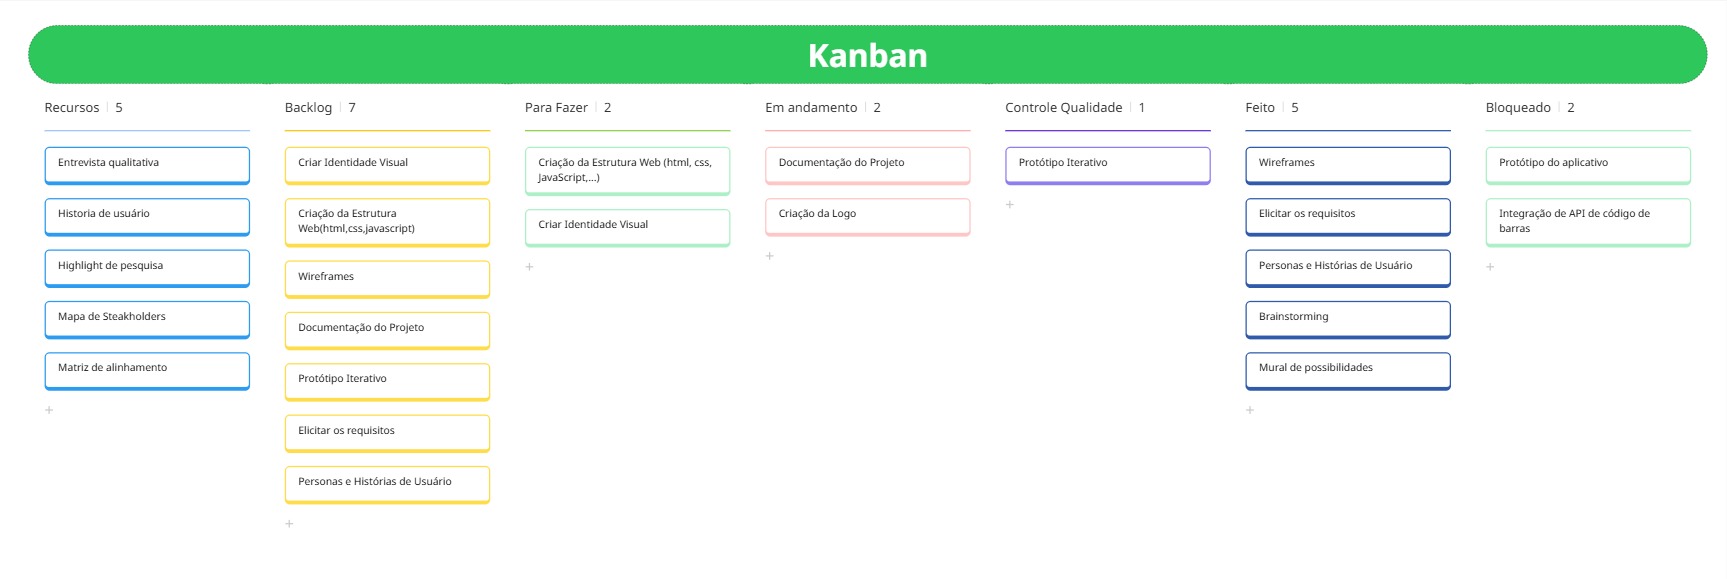 Kanban
Recursos | 5
Entrevista qualitativa
Historia de usuário
Highlight de pesquisa
Mapa de Steakholders
Matriz de alinhamento
+
Backlog | 7
Criar Identidade Visual
Criação da Estrutura
Web(html,css,javascript)
Wireframes
Documentação do Projeto
Protótipo Iterativo
Elicitar os requisitos
Personas e Histórias de Usuário
+
Para Fazer | 2
Criação da Estrutura Web (html, css,
JavaScript,...)
Criar Identidade Visual
+
Em andamento | 2
Documentação do Projeto
Criação da Logo
+
Controle Qualidade | 1
Protótipo Iterativo
+
Feito | 5
Wireframes
Elicitar os requisitos
Personas e Histórias de Usuário
Brainstorming
Mural de possibilidades
+
Bloqueado | 2
Protótipo do aplicativo
Integração de API de código de
barras
+